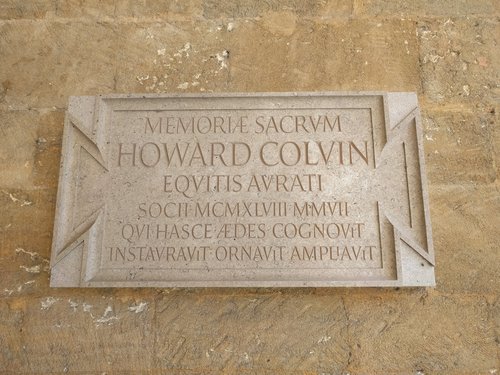 MEMORIÆ SACRVM
HOWARD COLVIN
EQVITIS AVRATI
SOCII MCMXLVIII MMVII
QVI HASCE ÆDES COGNOVIT
INSTAVRAVIT ORNAVIT AMPLIAVIT